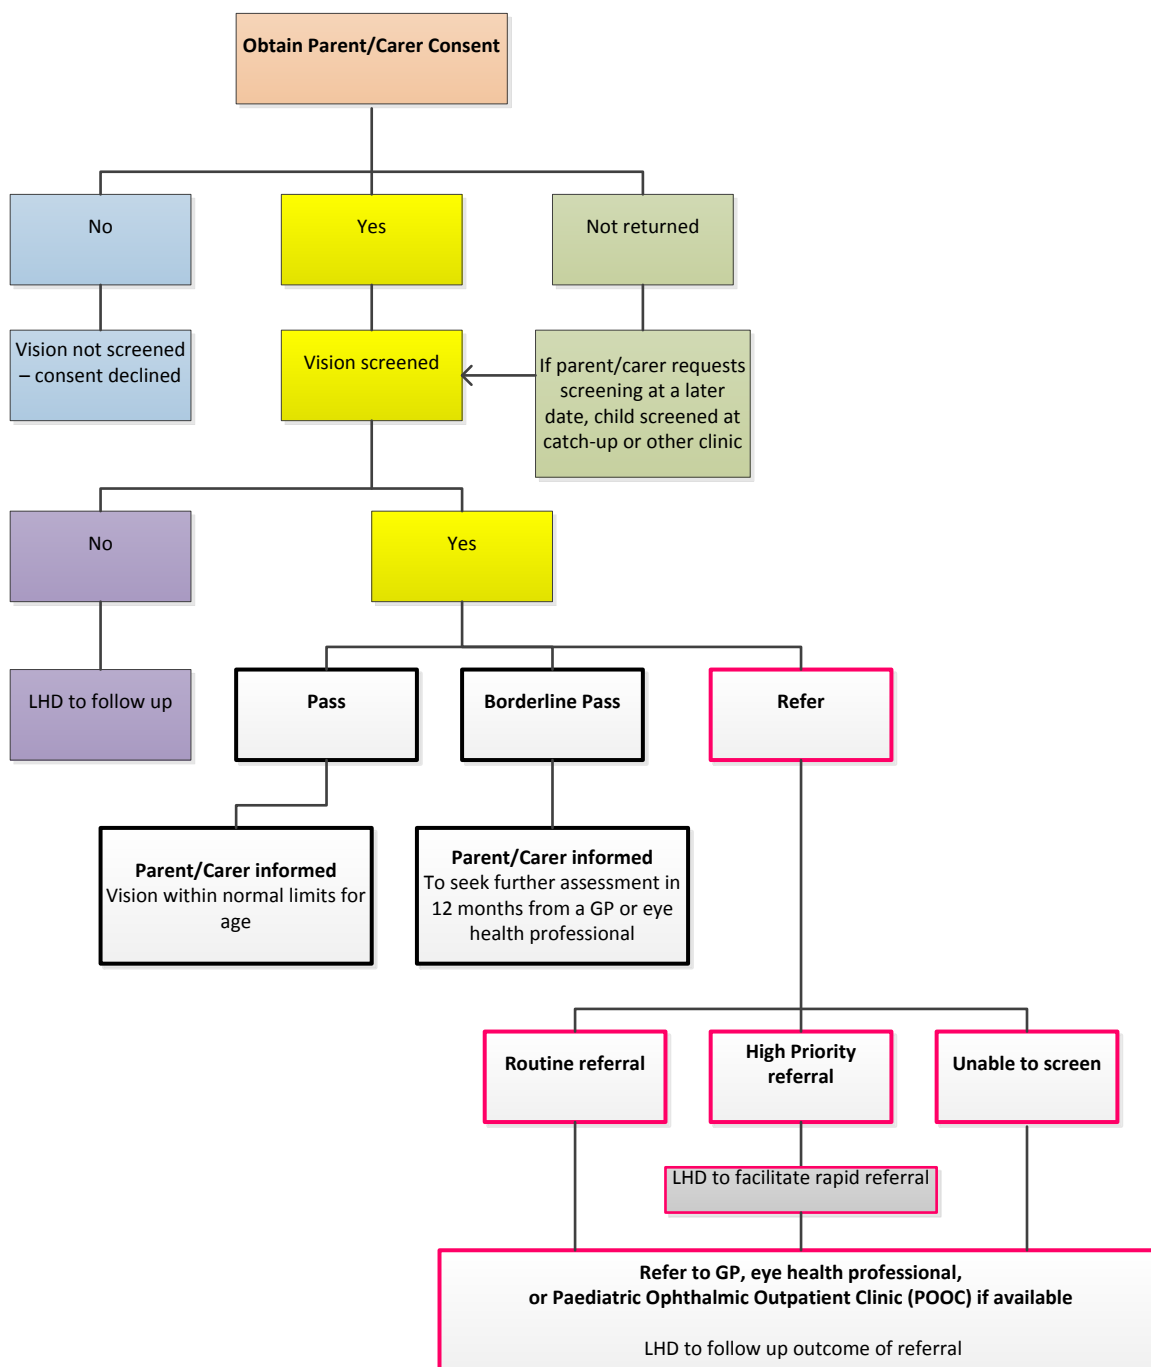 Obtain Parent/Carer Consent
No
Yes
Not returned
Vision not screened
– consent declined
Vision screened
If parent/carer requests
screening at a later
date, child screened at
catch-up or other clinic
No
Yes
LHD to follow up
Pass
Borderline Pass
Refer
Parent/Carer informed
Vision within normal limits for
age
Parent/Carer informed
To seek further assessment in
12 months from a GP or eye
health professional
Routine referral
High Priority
referral
Unable to screen
LHD to facilitate rapid referral
Refer to GP, eye health professional,
or Paediatric Ophthalmic Outpatient Clinic (POOC) if available
LHD to follow up outcome of referral